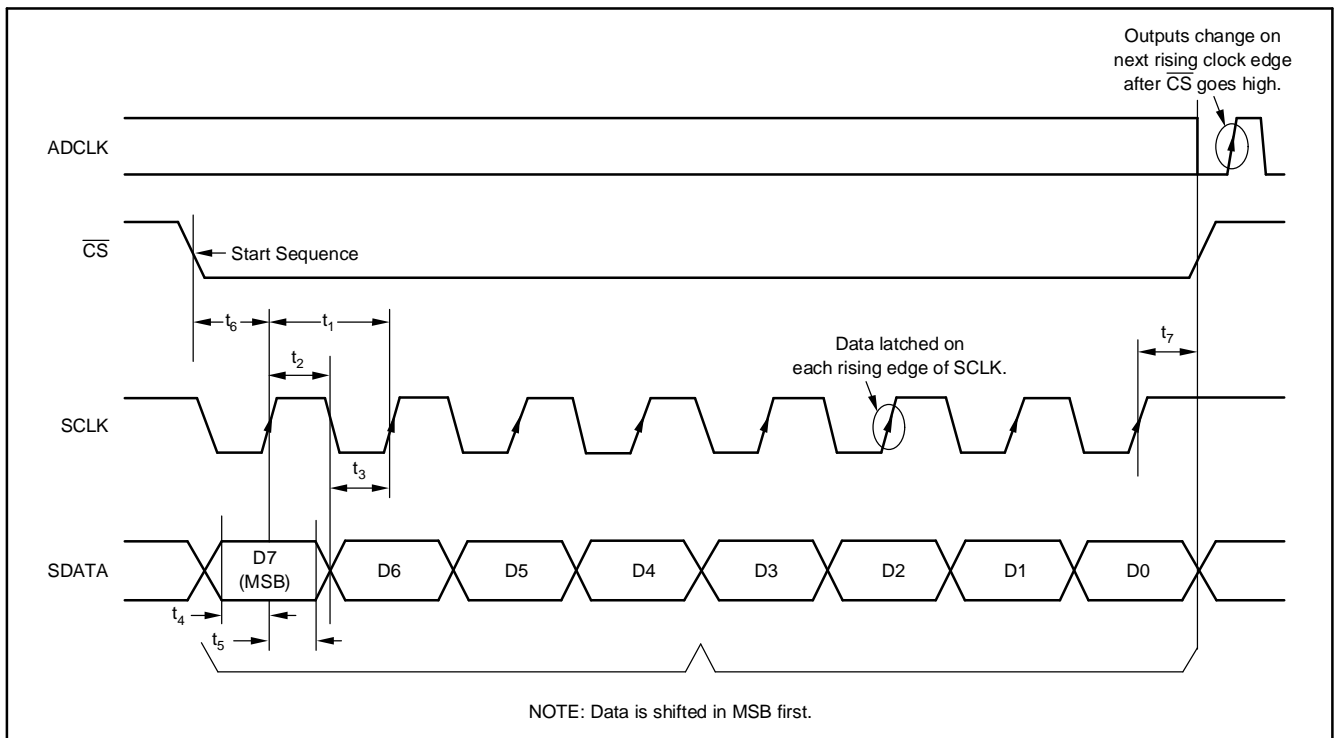 Outputs change on
next rising clock edge
after C̅S̅ goes high.
ADCLK
C̅S̅
Start Sequence
t6
t1
t2
Data latched on
each rising edge of SCLK.
t7
SCLK
t3
SDATA
D7
(MSB)
D6
D5
D4
D3
D2
D1
D0
t4
t5
NOTE: Data is shifted in MSB first.